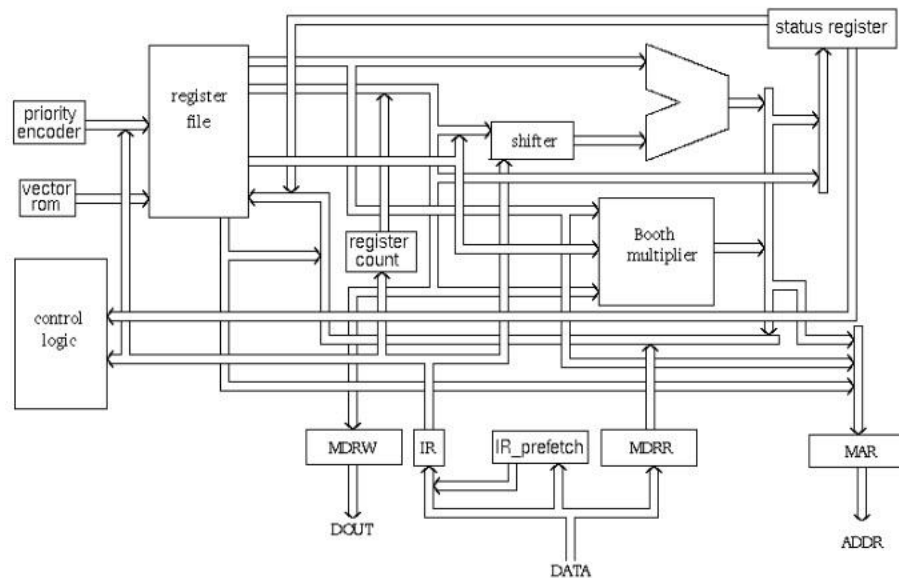 status register
register
file
priority
encoder
shifter
vector
rom
register
count
Booth
multiplier
control
logic
MDRW
IR
IR_prefetch
MDRR
MAR
DOUT
DATA
ADDR